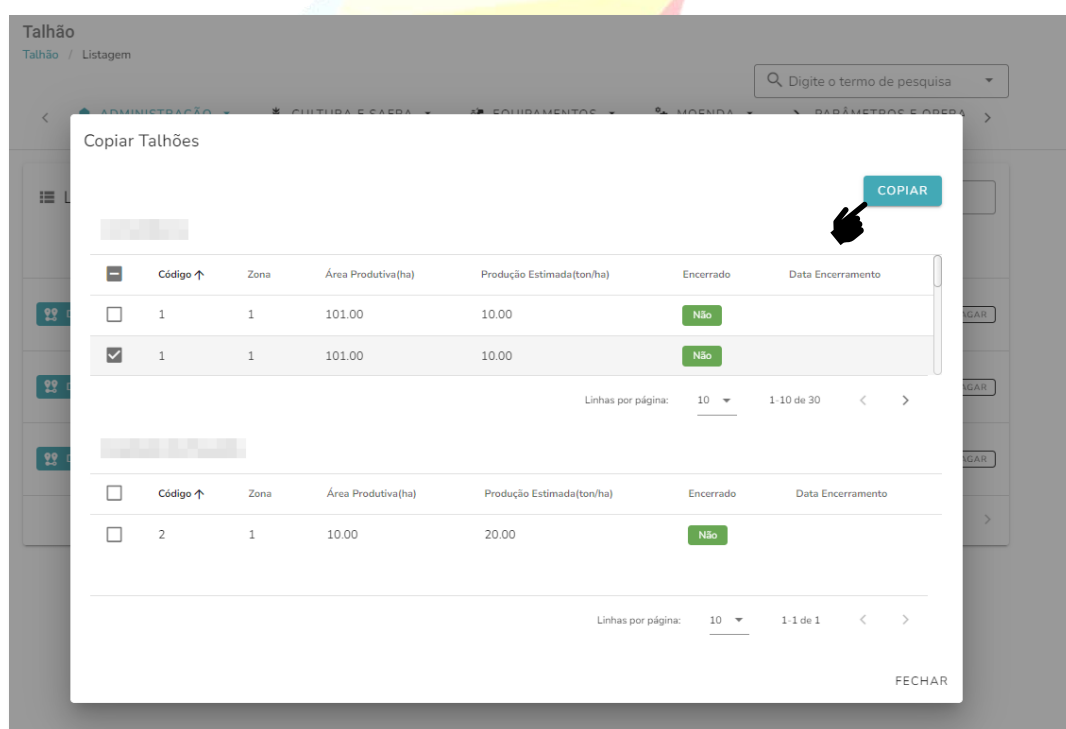 Talhão
Talhão / Listagem
Digite o termo de pesquisa
ADMINISTRAÇÃO CULTURA E SAFRA EQUIPAMENTOS MOENDA PARÂMETROS E OPERA
Copiar Talhões
L
COPIAR
Código Zona Área Produtiva(ha) Produção Estimada(ton/ha) Encerrado Data Encerramento
1 1 101.00 10.00 Não
1 1 101.00 10.00 Não
Linhas por página: 10 1-10 de 30
Código Zona Área Produtiva(ha) Produção Estimada(ton/ha) Encerrado Data Encerramento
2 1 10.00 20.00 Não
Linhas por página: 10 1-1 de 1
FECHAR